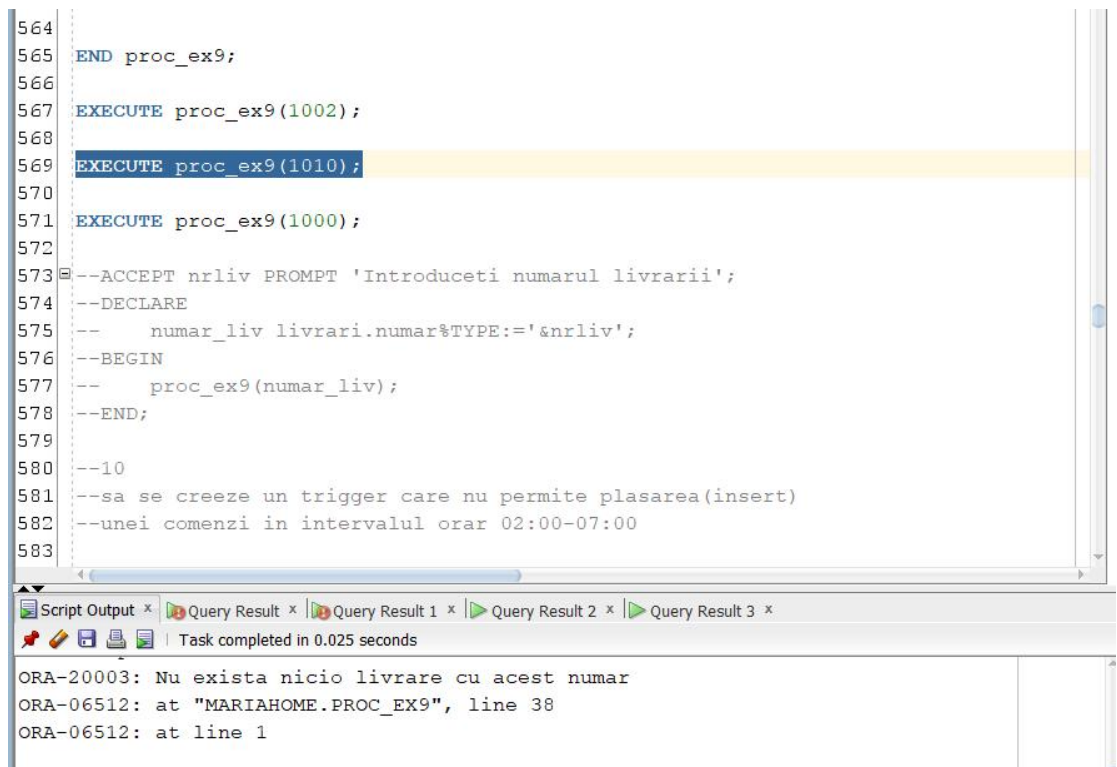 564
565 END proc_ex9;
566
567 EXECUTE proc_ex9(1002);
568
569 EXECUTE proc_ex9(1010);
570
571 EXECUTE proc_ex9(1000);
572
573 --ACCEPT nrliv PROMPT 'Introduceti numarul livrarii';
574 --DECLARE
575 --    numar_liv livrari.numar%TYPE:='&nrliv';
576 --BEGIN
577 --    proc_ex9(numar_liv);
578 --END;
579
580 --10
581 --sa se creeze un trigger care nu permite plasarea(insert)
582 --unei comenzi in intervalul orar 02:00-07:00
583
Script Output x Query Result x Query Result 1 x Query Result 2 x Query Result 3 x
Task completed in 0.025 seconds
ORA-20003: Nu exista nicio livrare cu acest numar
ORA-06512: at "MARIAHOME.PROC_EX9", line 38
ORA-06512: at line 1